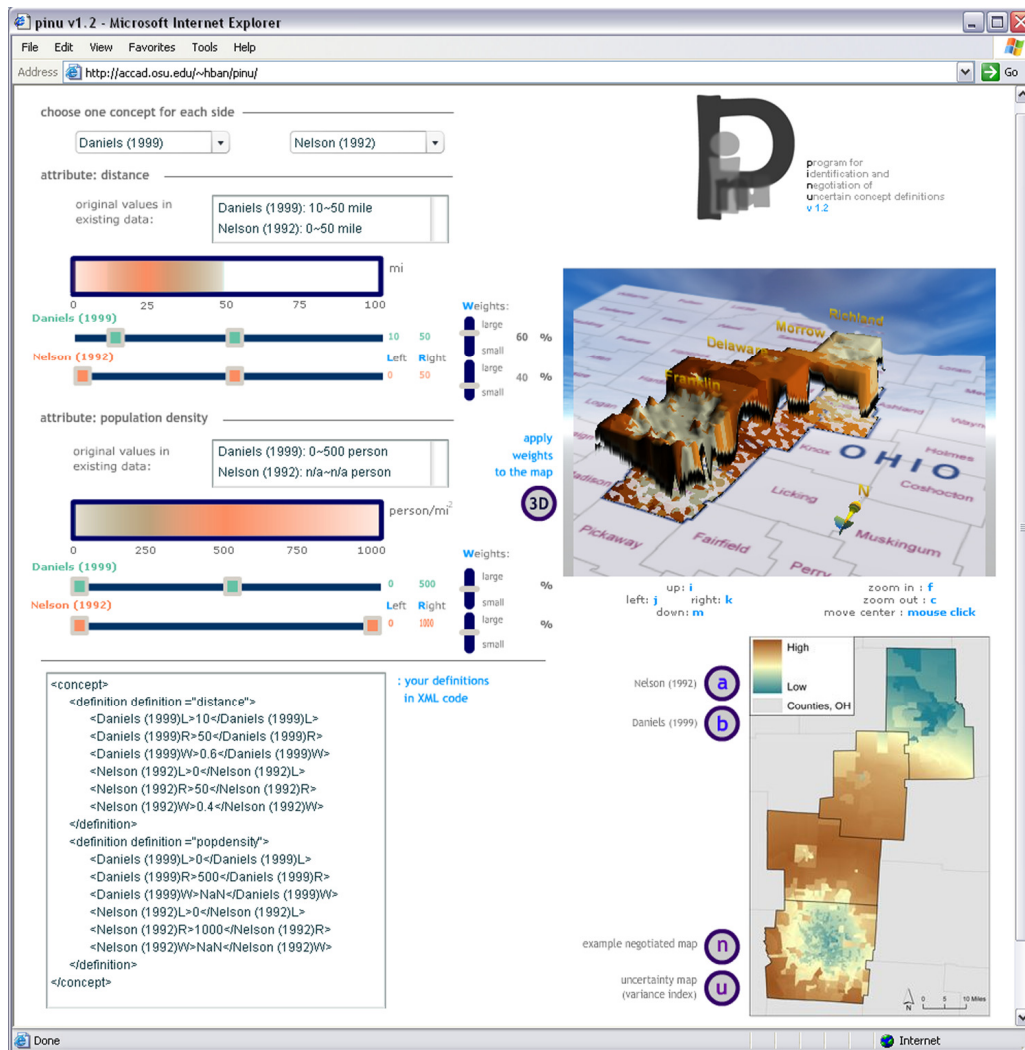 pinu v1.2 - Microsoft Internet Explorer
File Edit View Favorites Tools Help
Address http://accad.osu.edu/~hban/pinu/ Go
choose one concept for each side
Daniels (1999) Nelson (1992)
attribute: distance
original values in
existing data:
Daniels (1999): 10~50 mile
Nelson (1992): 0~50 mile
mi
0 25 50 75 100
Daniels (1999)
10 50
Left Right
Nelson (1992)
0 50
Weights:
large
small
60 %
large
small
40 %
attribute: population density
original values in
existing data:
Daniels (1999): 0~500 person
Nelson (1992): n/a~n/a person
person/mi2
0 250 500 750 1000
Daniels (1999)
0 500
Left Right
Nelson (1992)
0 1000
Weights:
large
small
%
large
small
%
apply
weights
to the map
3D
<concept>
<definition definition ="distance">
<Daniels (1999)L>10</Daniels (1999)L>
<Daniels (1999)R>50</Daniels (1999)R>
<Daniels (1999)W>0.6</Daniels (1999)W>
<Nelson (1992)L>0</Nelson (1992)L>
<Nelson (1992)R>50</Nelson (1992)R>
<Nelson (1992)W>0.4</Nelson (1992)W>
</definition>
<definition definition ="popdensity">
<Daniels (1999)L>0</Daniels (1999)L>
<Daniels (1999)R>500</Daniels (1999)R>
<Daniels (1999)W>NaN</Daniels (1999)W>
<Nelson (1992)L>0</Nelson (1992)L>
<Nelson (1992)R>1000</Nelson (1992)R>
<Nelson (1992)W>NaN</Nelson (1992)W>
</definition>
</concept>
: your definitions
in XML code
Pinu
program for
identification and
negotiation of
uncertain concept definitions
v 1.2
Richland
Morrow
Delaware
Franklin
Logan
Ashland
Wayne
Holmes
Knox
OHIO
Coshocton
Madison
Licking
N
Muskingum
Pickaway
Fairfield
Perry
up: i
left: j right: k
down: m
zoom in : f
zoom out : c
move center : mouse click
High
Low
Counties, OH
Nelson (1992) a
Daniels (1999) b
example negotiated map n
uncertainty map
(variance index) u
N
0 5 10 Miles
Done Internet